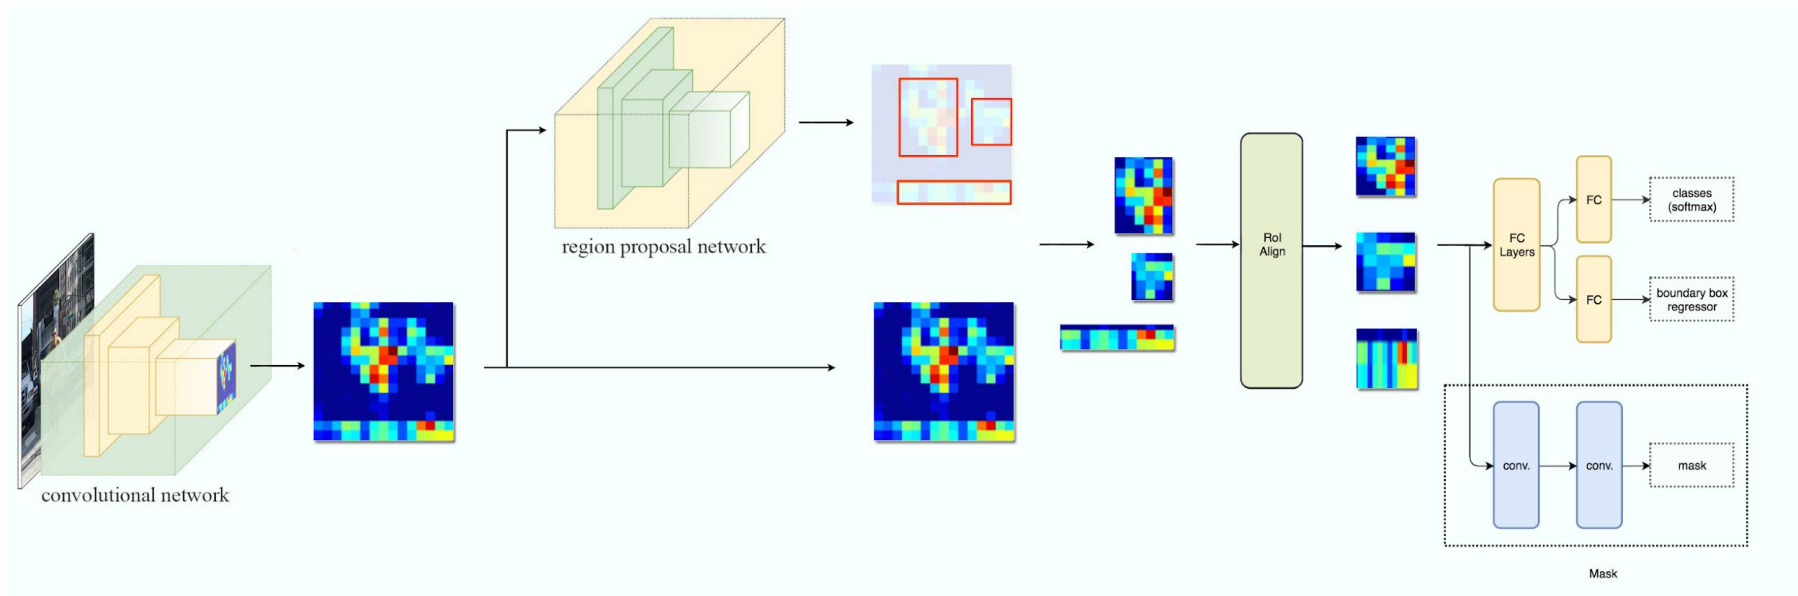 region proposal network
convolutional network
RoI
Align
FC
Layers
FC
classes
(softmax)
FC
boundary box
regressor
conv.
conv.
mask
Mask